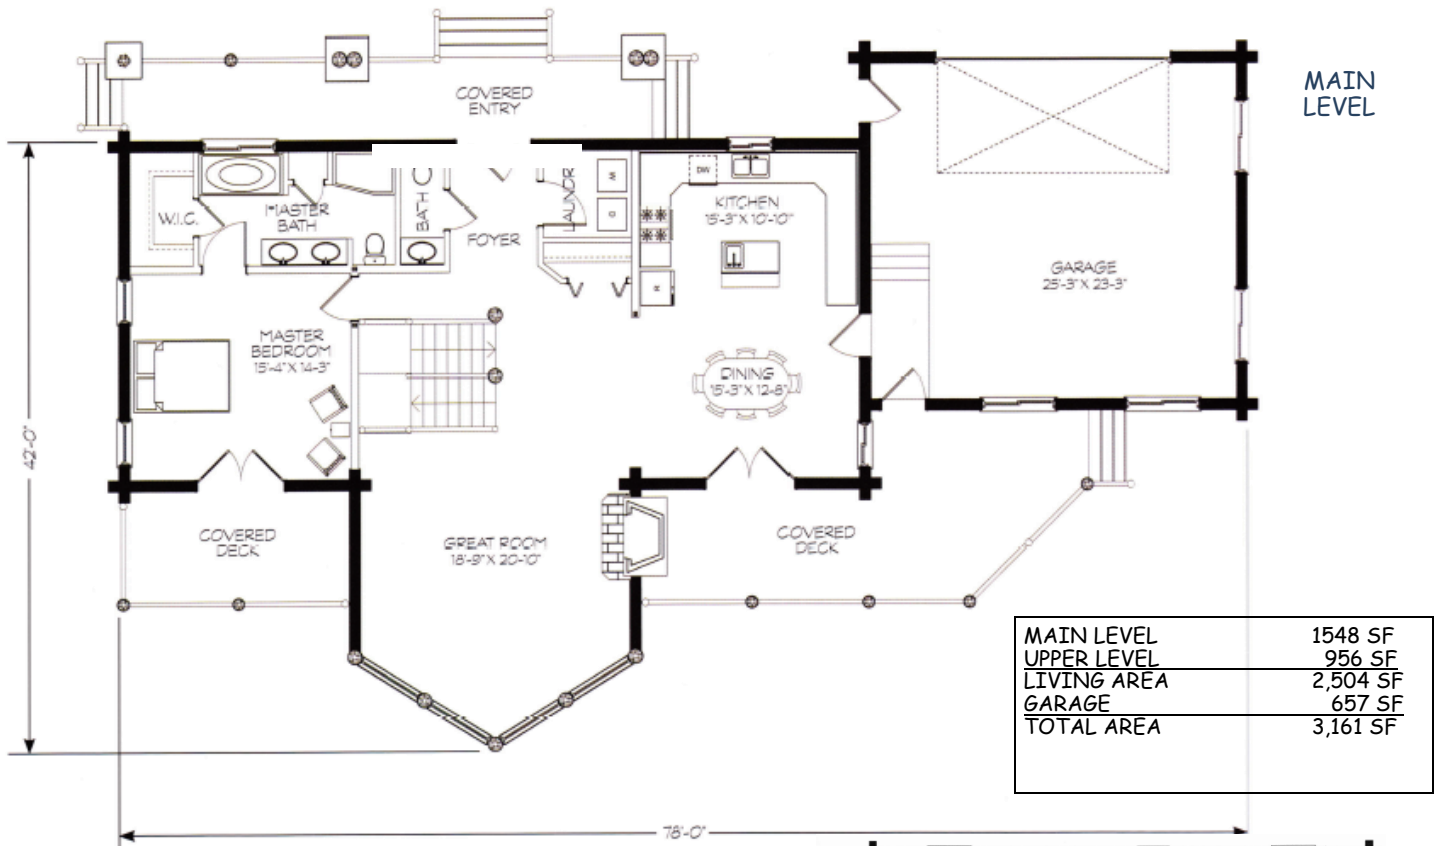 MAIN
LEVEL
COVERED
ENTRY
W.I.C.
MASTER
BATH
BATH
FOYER
LAUNDR
W
D
DW
KITCHEN
15'-3" X 10'-10"
R
GARAGE
25'-3" X 23'-3"
MASTER
BEDROOM
15'-4" X 14'-3"
DINING
15'-3" X 12'-8"
42'-0"
COVERED
DECK
GREAT ROOM
18'-9" X 20'-10"
COVERED
DECK
MAIN LEVEL 1548 SF
UPPER LEVEL 956 SF
LIVING AREA 2,504 SF
GARAGE 657 SF
TOTAL AREA 3,161 SF
78'-0"